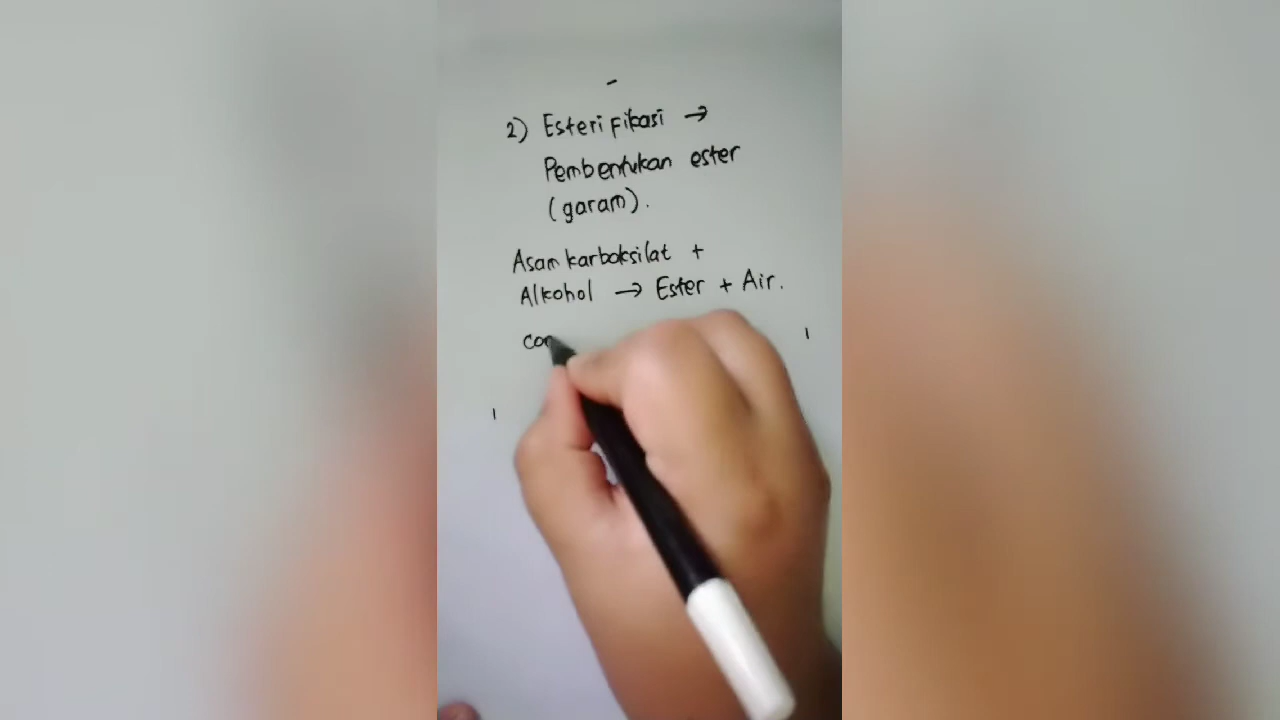 2) Esterifikasi →
Pembentukan ester
(garam).
Asam karboksilat +
Alkohol → Ester + Air.